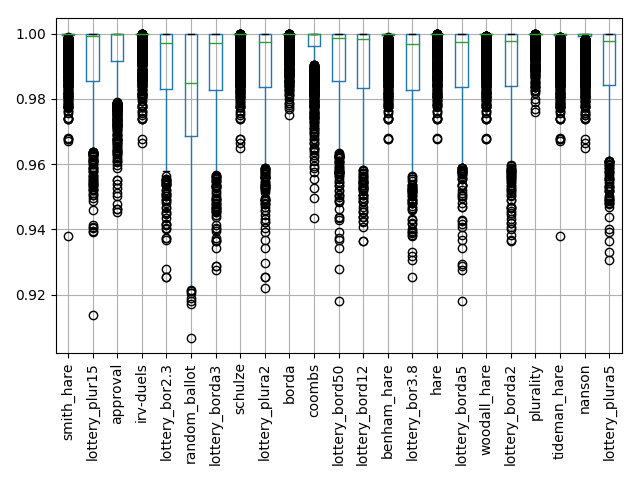 1.00
0.98
0.96
0.94
0.92
smith_hare
lottery_plur15
approval
irv-duels
lottery_bor2.3
random_ballot
lottery_borda3
schulze
lottery_plura2
borda
coombs
lottery_bord50
lottery_bord12
benham_hare
lottery_bor3.8
hare
lottery_borda5
woodall_hare
lottery_borda2
plurality
tideman_hare
nanson
lottery_plura5